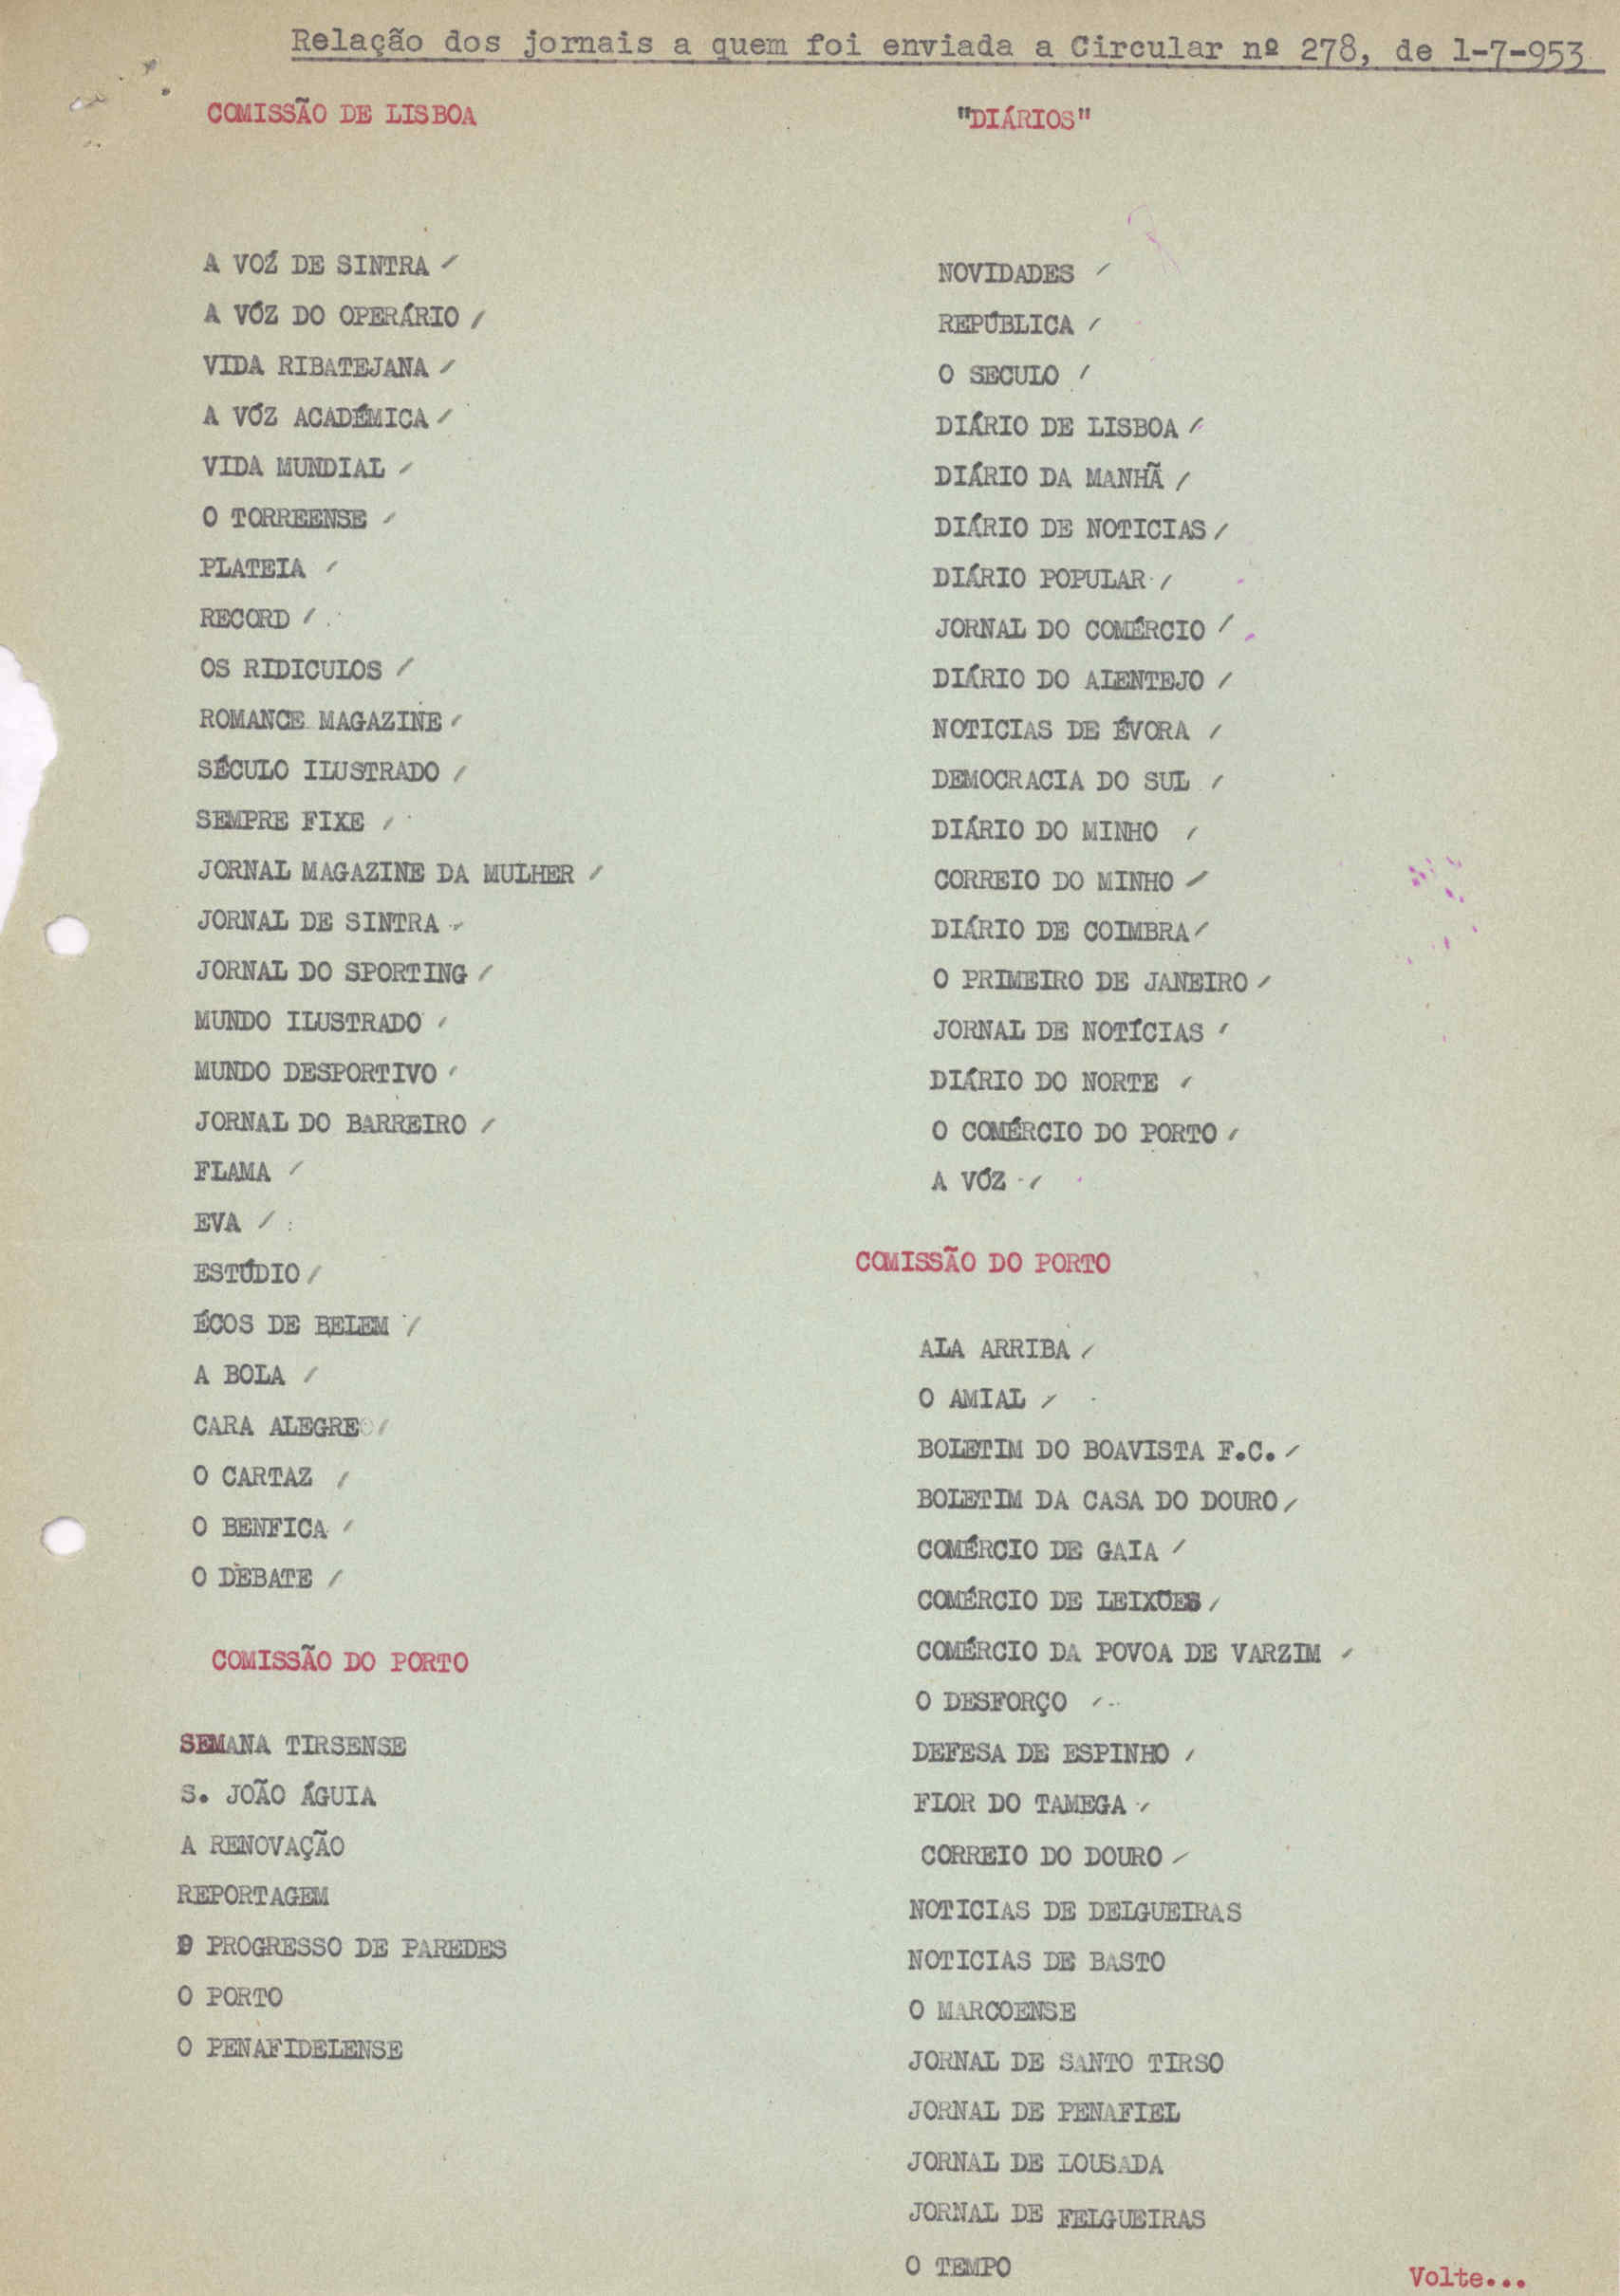 Relação dos jornais a quem foi enviada a Circular nº 278, de 1-7-953
COMISSÃO DE LISBOA
A VOŹ DE SINTRA /
A VÓZ DO OPERÁRIO /
VIDA RIBATEJANA /
A VÓZ ACADÉMICA /
VIDA MUNDIAL /
O TORREENSE /
PLATEIA /
RECORD /
OS RIDICULOS /
ROMANCE MAGAZINE /
SÉCULO ILUSTRADO /
SEMPRE FIXE /
JORNAL MAGAZINE DA MULHER /
JORNAL DE SINTRA /
JORNAL DO SPORTING /
MUNDO ILUSTRADO /
MUNDO DESPORTIVO /
JORNAL DO BARREIRO /
FLAMA /
EVA /
ESTÚDIO /
ÉCOS DE BELEM /
A BOLA /
CARA ALEGRE /
O CARTAZ /
O BENFICA /
O DEBATE /
COMISSÃO DO PORTO
SEMANA TIRSENSE
S. JOÃO ÁGUIA
A RENOVAÇÃO
REPORTAGEM
O PROGRESSO DE PAREDES
O PORTO
O PENAFIDELENSE
"DIÁRIOS"
NOVIDADES /
REPÚBLICA /
O SECULO /
DIÁRIO DE LISBOA /
DIÁRIO DA MANHÃ /
DIÁRIO DE NOTICIAS /
DIÁRIO POPULAR /
JORNAL DO COMÉRCIO /
DIÁRIO DO ALENTEJO /
NOTICIAS DE ÉVORA /
DEMOCRACIA DO SUL /
DIÁRIO DO MINHO /
CORREIO DO MINHO /
DIÁRIO DE COIMBRA /
O PRIMEIRO DE JANEIRO /
JORNAL DE NOTÍCIAS /
DIÁRIO DO NORTE /
O COMÉRCIO DO PORTO /
A VÓZ /
COMISSÃO DO PORTO
ALA ARRIBA /
O AMIAL /
BOLETIM DO BOAVISTA F.C. /
BOLETIM DA CASA DO DOURO /
COMÉRCIO DE GAIA /
COMÉRCIO DE LEIXÕES /
COMÉRCIO DA POVOA DE VARZIM /
O DESFORÇO /
DEFESA DE ESPINHO /
FLOR DO TAMEGA /
CORREIO DO DOURO /
NOTICIAS DE DELGUEIRAS
NOTICIAS DE BASTO
O MARCOENSE
JORNAL DE SANTO TIRSO
JORNAL DE PENAFIEL
JORNAL DE LOUSADA
JORNAL DE FELGUEIRAS
O TEMPO
Volte...